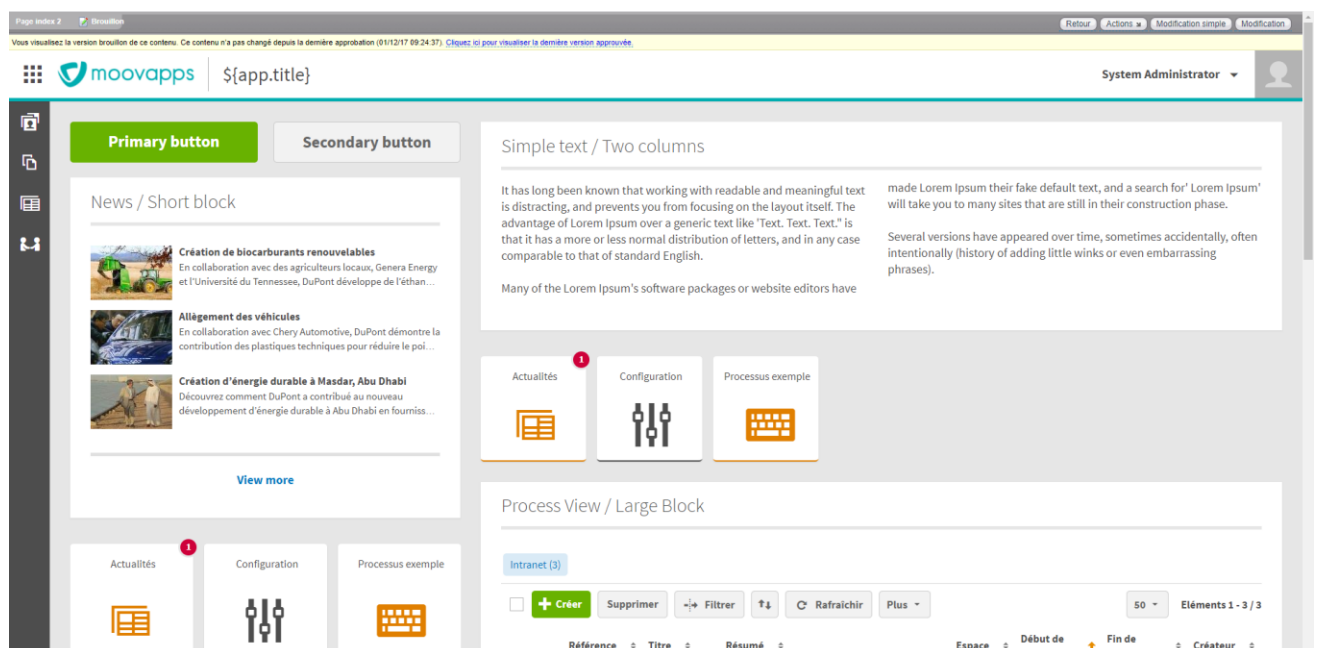 Page index 2 Brouillon
Retour Actions Modification simple Modification
Vous visualisez la version brouillon de ce contenu. Ce contenu n'a pas changé depuis la dernière approbation (01/12/17 09:24:37). Cliquez ici pour visualiser la dernière version approuvée.
moovapps ${app.title}
System Administrator
Primary button
Secondary button
News / Short block
Création de biocarburants renouvelables
En collaboration avec des agriculteurs locaux, Genera Energy
et l'Université du Tennesse, DuPont développe de l'éthan...
Allègement des véhicules
En collaboration avec Chery Automotive, DuPont démontre la
contribution des plastiques techniques pour réduire le poi...
Création d'énergie durable à Masdar, Abu Dhabi
Découvrez comment DuPont a contribué au nouveau
développement d'énergie durable à Abu Dhabi en fourniss...
View more
Actualités
1
Configuration
Processus exemple
Simple text / Two columns
It has long been known that working with readable and meaningful text
is distracting, and prevents you from focusing on the layout itself. The
advantage of Lorem Ipsum over a generic text like 'Text. Text. Text." is
that it has a more or less normal distribution of letters, and in any case
comparable to that of standard English.
Many of the Lorem Ipsum's software packages or website editors have
made Lorem Ipsum their fake default text, and a search for' Lorem Ipsum'
will take you to many sites that are still in their construction phase.
Several versions have appeared over time, sometimes accidentally, often
intentionally (history of adding little winks or even embarrassing
phrases).
Actualités
1
Configuration
Processus exemple
Process View / Large Block
Intranet (3)
Créer Supprimer Filtrer Rafraîchir Plus 50 Eléments 1 - 3 / 3
Référence Titre Résumé Espace Début de Fin de Créateur